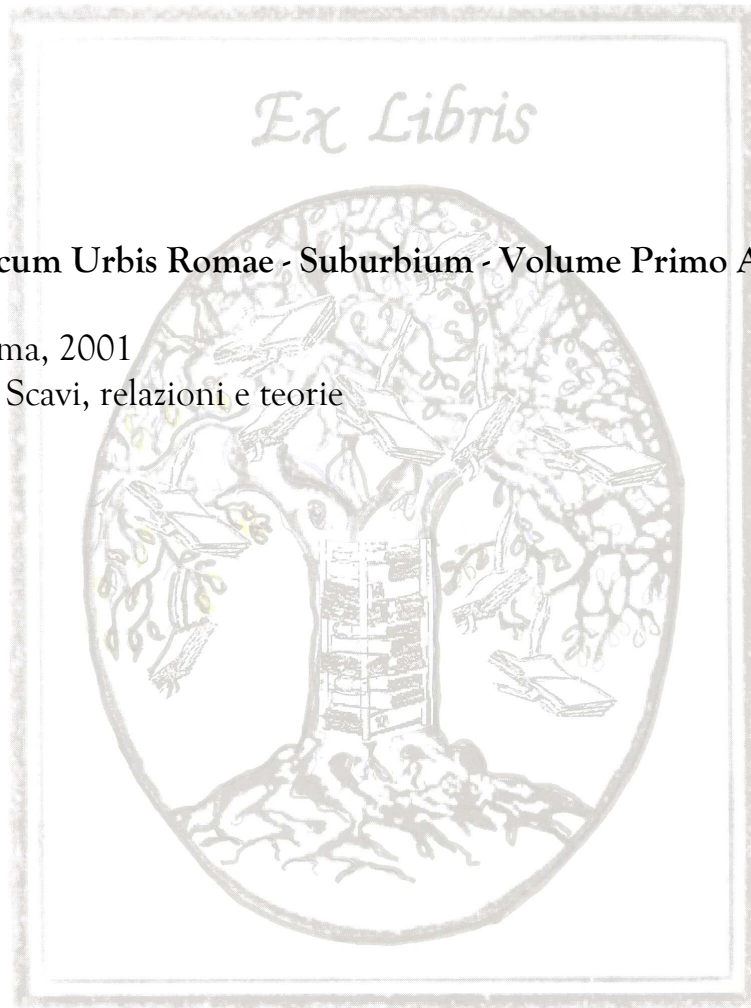 Ex Libris
cum Urbis Romae - Suburbium - Volume Primo A
ma, 2001
Scavi, relazioni e teorie